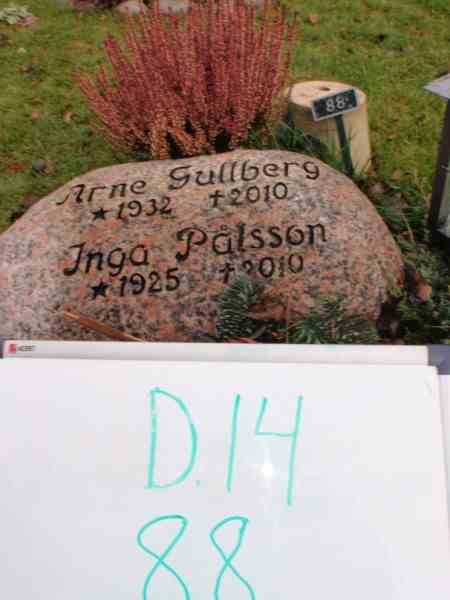 88
Arne Gullberg
★ 1932 † 2010
Inga Pålsson
★ 1925 † 2010
D.14
88